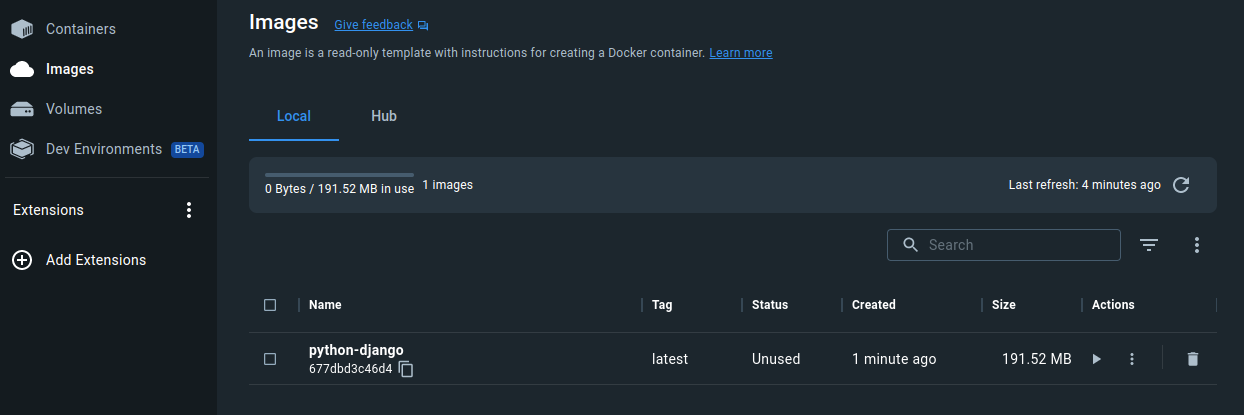 Containers
Images
Volumes
Dev Environments BETA
Extensions
Add Extensions
Images Give feedback
An image is a read-only template with instructions for creating a Docker container. Learn more
Local Hub
0 Bytes / 191.52 MB in use 1 images Last refresh: 4 minutes ago
Search
Name Tag Status Created Size Actions
python-django latest Unused 1 minute ago 191.52 MB
677dbd3c46d4